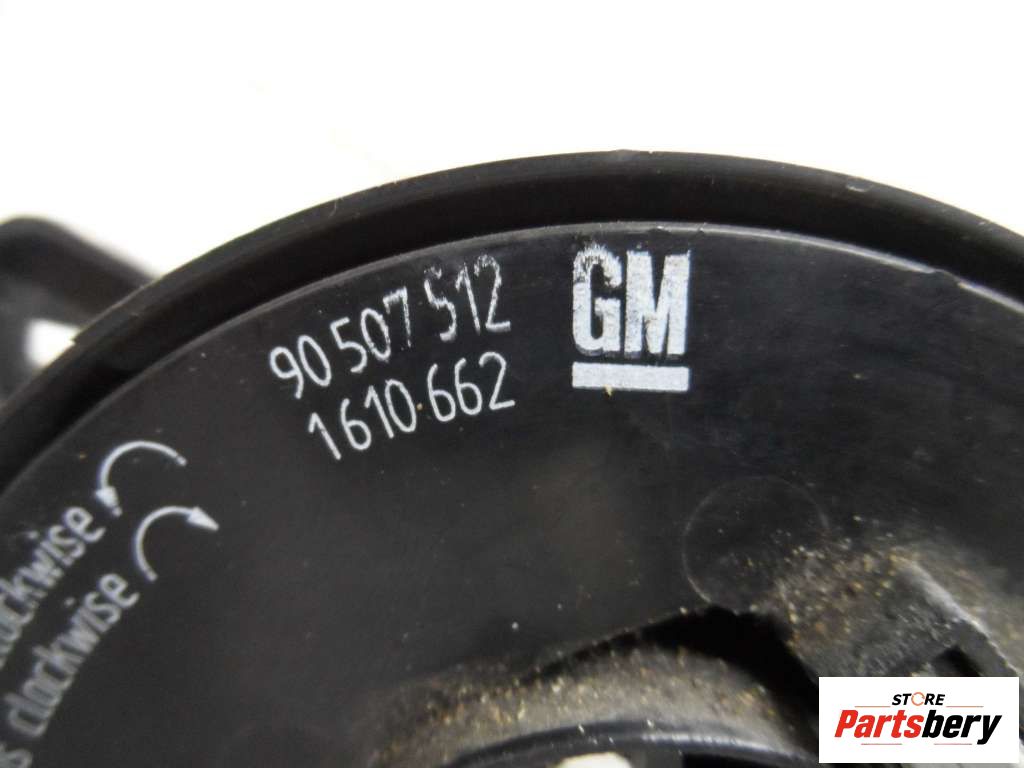 90 507 512
1610.662
GM
clockwise
s clockwise
STORE
Partsbery